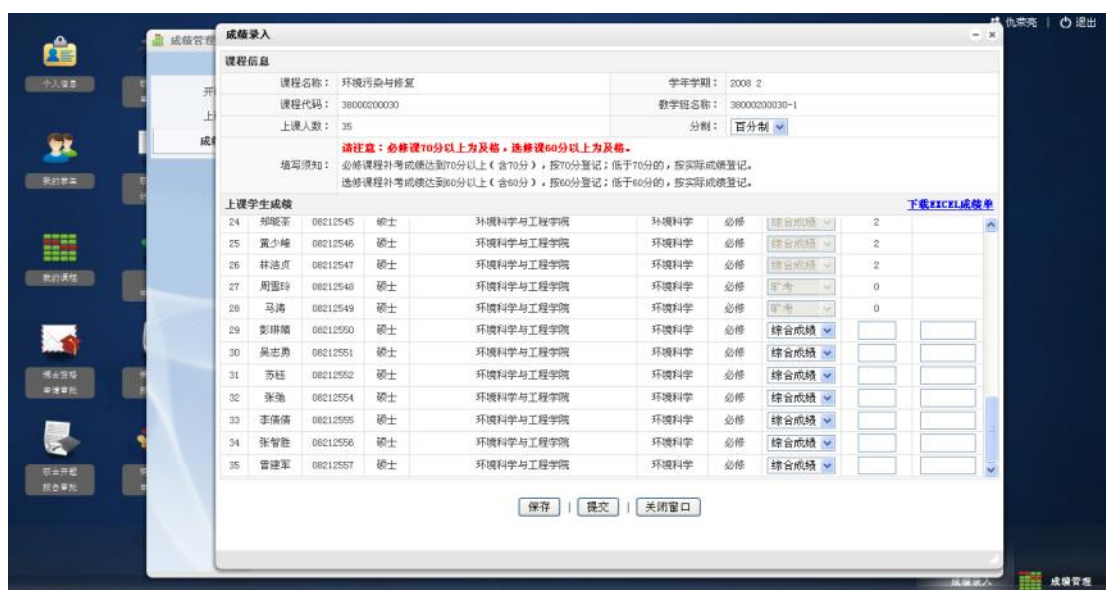 仇荣亮 | 退出
成绩管理
成绩录入
课程信息
课程名称： 环境污染与修复 学年学期： 2008 2
课程代码： 38000200030 教学班名称： 38000200030-1
上课人数： 35 分制： 百分制
填写须知：
请注意：必修课70分以上为及格，选修课60分以上为及格。
必修课程补考成绩达到70分以上（含70分），按70分登记；低于70分的，按实际成绩登记。
选修课程补考成绩达到60分以上（含60分），按60分登记；低于60分的，按实际成绩登记。
上课学生成绩 下载EXCEL成绩单
24 郑晓茶 08212545 硕士 环境科学与工程学院 环境科学 必修 综合成绩 2
25 黄少峰 08212546 硕士 环境科学与工程学院 环境科学 必修 综合成绩 2
26 林洁贞 08212547 硕士 环境科学与工程学院 环境科学 必修 综合成绩 2
27 周雪玲 08212548 硕士 环境科学与工程学院 环境科学 必修 旷考 0
28 马涛 08212549 硕士 环境科学与工程学院 环境科学 必修 旷考 0
29 彭琲皤 08212550 硕士 环境科学与工程学院 环境科学 必修 综合成绩
30 吴志勇 08212551 硕士 环境科学与工程学院 环境科学 必修 综合成绩
31 苏钰 08212552 硕士 环境科学与工程学院 环境科学 必修 综合成绩
32 张弛 08212554 硕士 环境科学与工程学院 环境科学 必修 综合成绩
33 李倩倩 08212555 硕士 环境科学与工程学院 环境科学 必修 综合成绩
34 张智胜 08212556 硕士 环境科学与工程学院 环境科学 必修 综合成绩
35 曾建军 08212557 硕士 环境科学与工程学院 环境科学 必修 综合成绩
保存 | 提交 | 关闭窗口
个人信息
我的课程
成绩录入 成绩管理